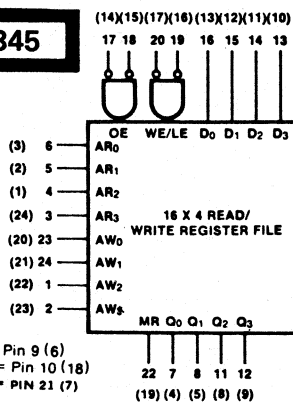 345
(14)(15)(17)(16) (13)(12)(11)(10)
17 18 20 19 16 15 14 13
OE WE/LE D0 D1 D2 D3
(3) 6 AR0
(2) 5 AR1
(1) 4 AR2
(24) 3 AR3
16 X 4 READ/
WRITE REGISTER FILE
(20) 23 AW0
(21) 24 AW1
(22) 1 AW2
(23) 2 AW3
MR Q0 Q1 Q2 Q3
Pin 9 (6)
= Pin 10 (18)
= PIN 21 (7)
22 7 8 11 12
(19) (4) (5) (8) (9)